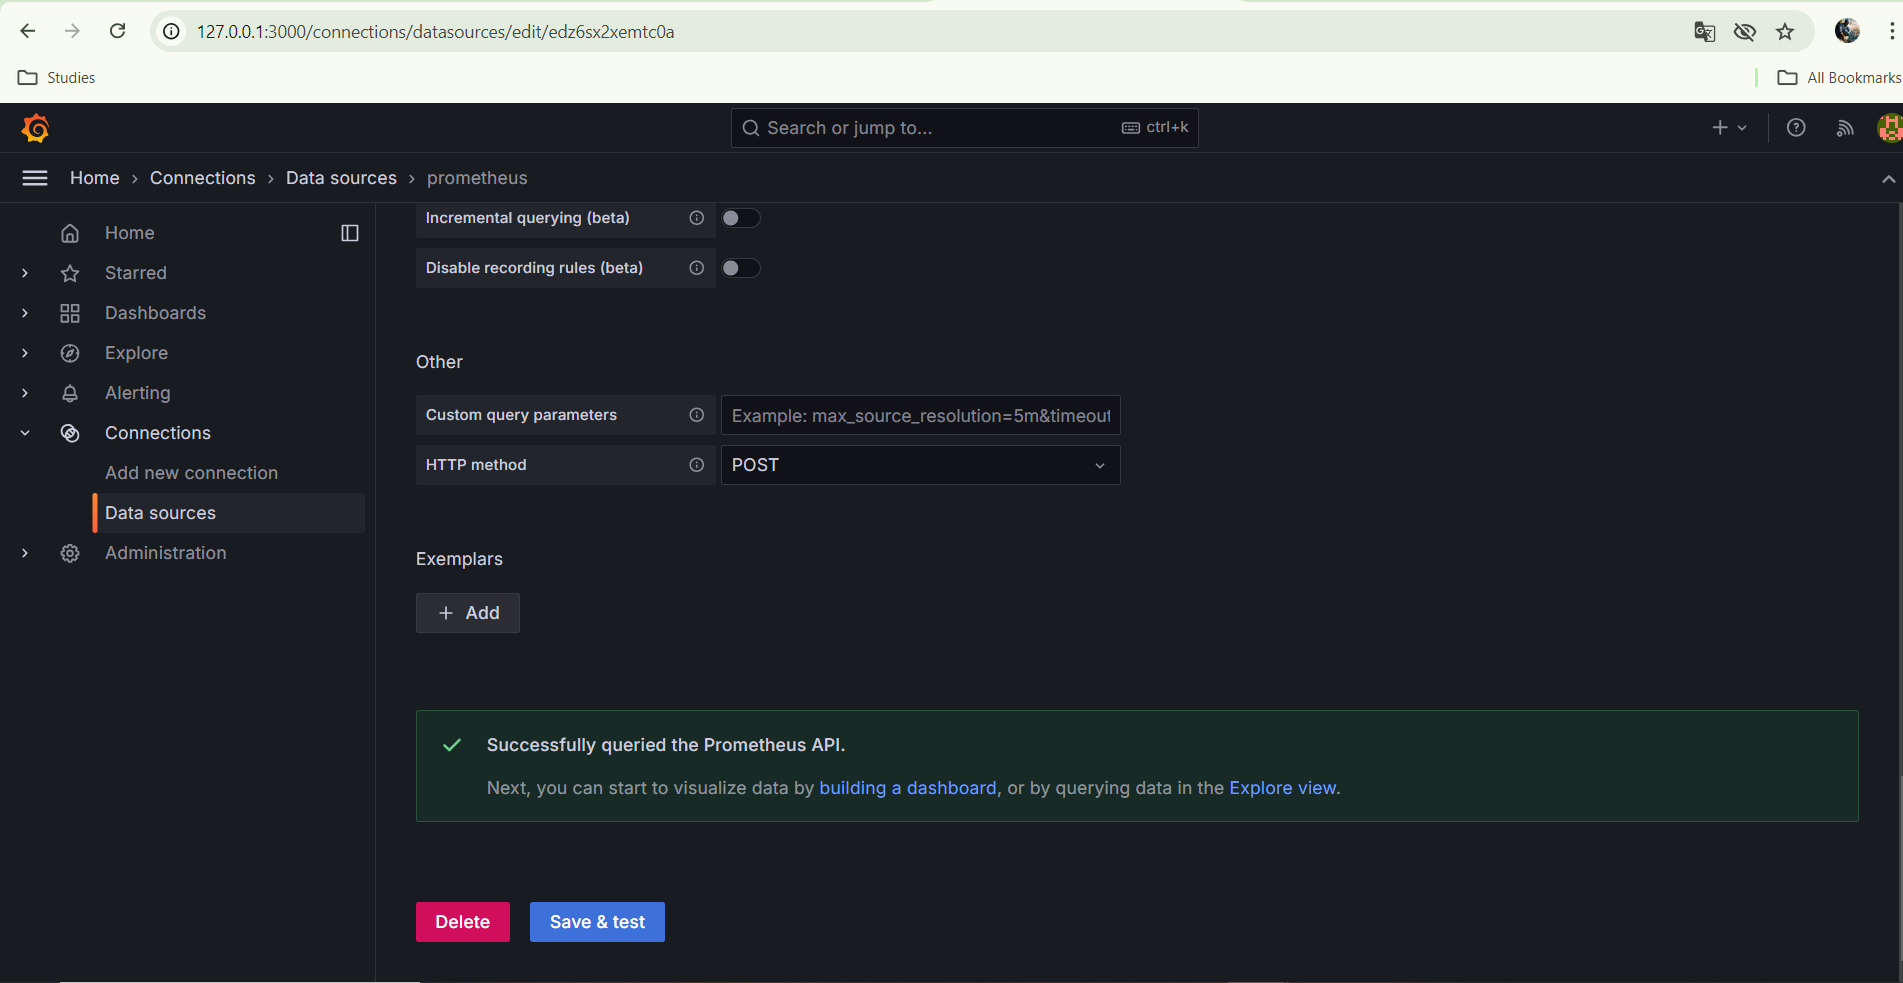 127.0.0.1:3000/connections/datasources/edit/edz6sx2xemtc0a
Studies
All Bookmarks
Search or jump to...
ctrl+k
Home › Connections › Data sources › prometheus
Home
Starred
Dashboards
Explore
Alerting
Connections
Add new connection
Data sources
Administration
Incremental querying (beta)
Disable recording rules (beta)
Other
Custom query parameters
Example: max_source_resolution=5m&timeout
HTTP method
POST
Exemplars
+ Add
Successfully queried the Prometheus API.
Next, you can start to visualize data by building a dashboard, or by querying data in the Explore view.
Delete
Save & test